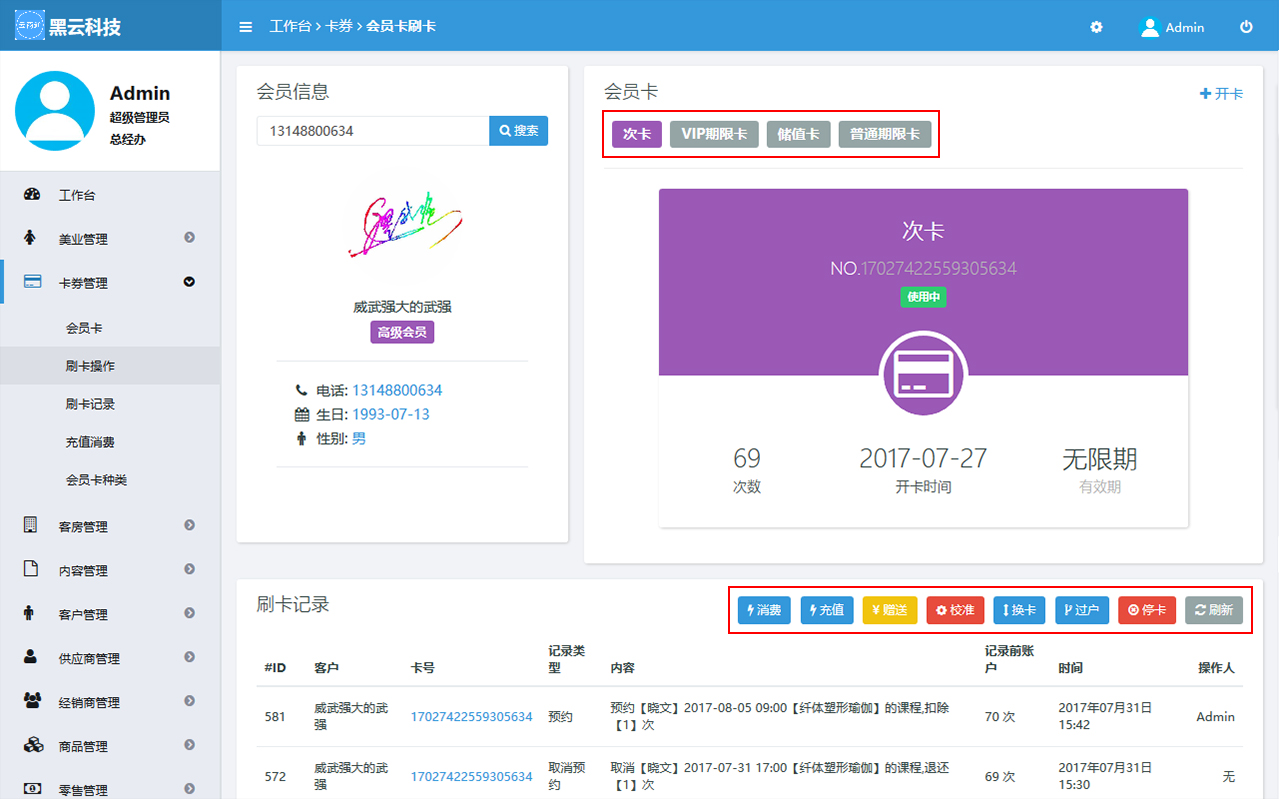 黑云科技
工作台 › 卡券 › 会员卡刷卡
Admin
Admin
超级管理员
总经办
工作台
美业管理
卡券管理
会员卡
刷卡操作
刷卡记录
充值消费
会员卡种类
客房管理
内容管理
客户管理
供应商管理
经销商管理
商品管理
零售管理
会员信息
13148800634
搜索
威武强大的武强
高级会员
电话: 13148800634
生日: 1993-07-13
性别: 男
会员卡
开卡
次卡 VIP期限卡 储值卡 普通期限卡
次卡
NO.17027422559305634
使用中
69 2017-07-27 无限期
次数 开卡时间 有效期
刷卡记录
消费 充值 赠送 校准 换卡 过户 停卡 刷新
#ID 客户 卡号 记录类型 内容 记录前账户 时间 操作人
581 威武强大的武强 17027422559305634 预约 预约【晓文】2017-08-05 09:00【纤体塑形瑜伽】的课程,扣除【1】次 70 次 2017年07月31日 15:42 Admin
572 威武强大的武强 17027422559305634 取消预约 取消【晓文】2017-07-31 17:00【纤体塑形瑜伽】的课程,退还【1】次 69 次 2017年07月31日 15:30 无